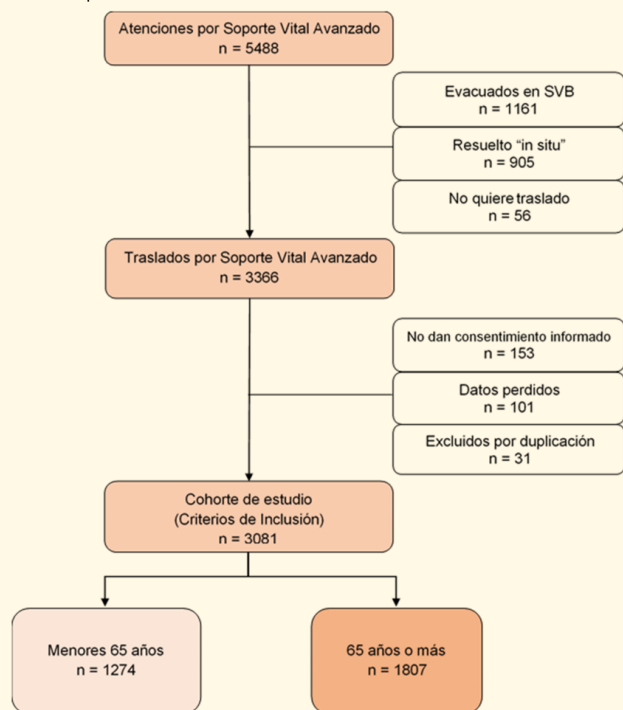 Atenciones por Soporte Vital Avanzado
n = 5488
Evacuados en SVB
n = 1161
Resuelto "in situ"
n = 905
No quiere traslado
n = 56
Traslados por Soporte Vital Avanzado
n = 3366
No dan consentimiento informado
n = 153
Datos perdidos
n = 101
Excluidos por duplicación
n = 31
Cohorte de estudio
(Criterios de Inclusión)
n = 3081
Menores 65 años
n = 1274
65 años o más
n = 1807